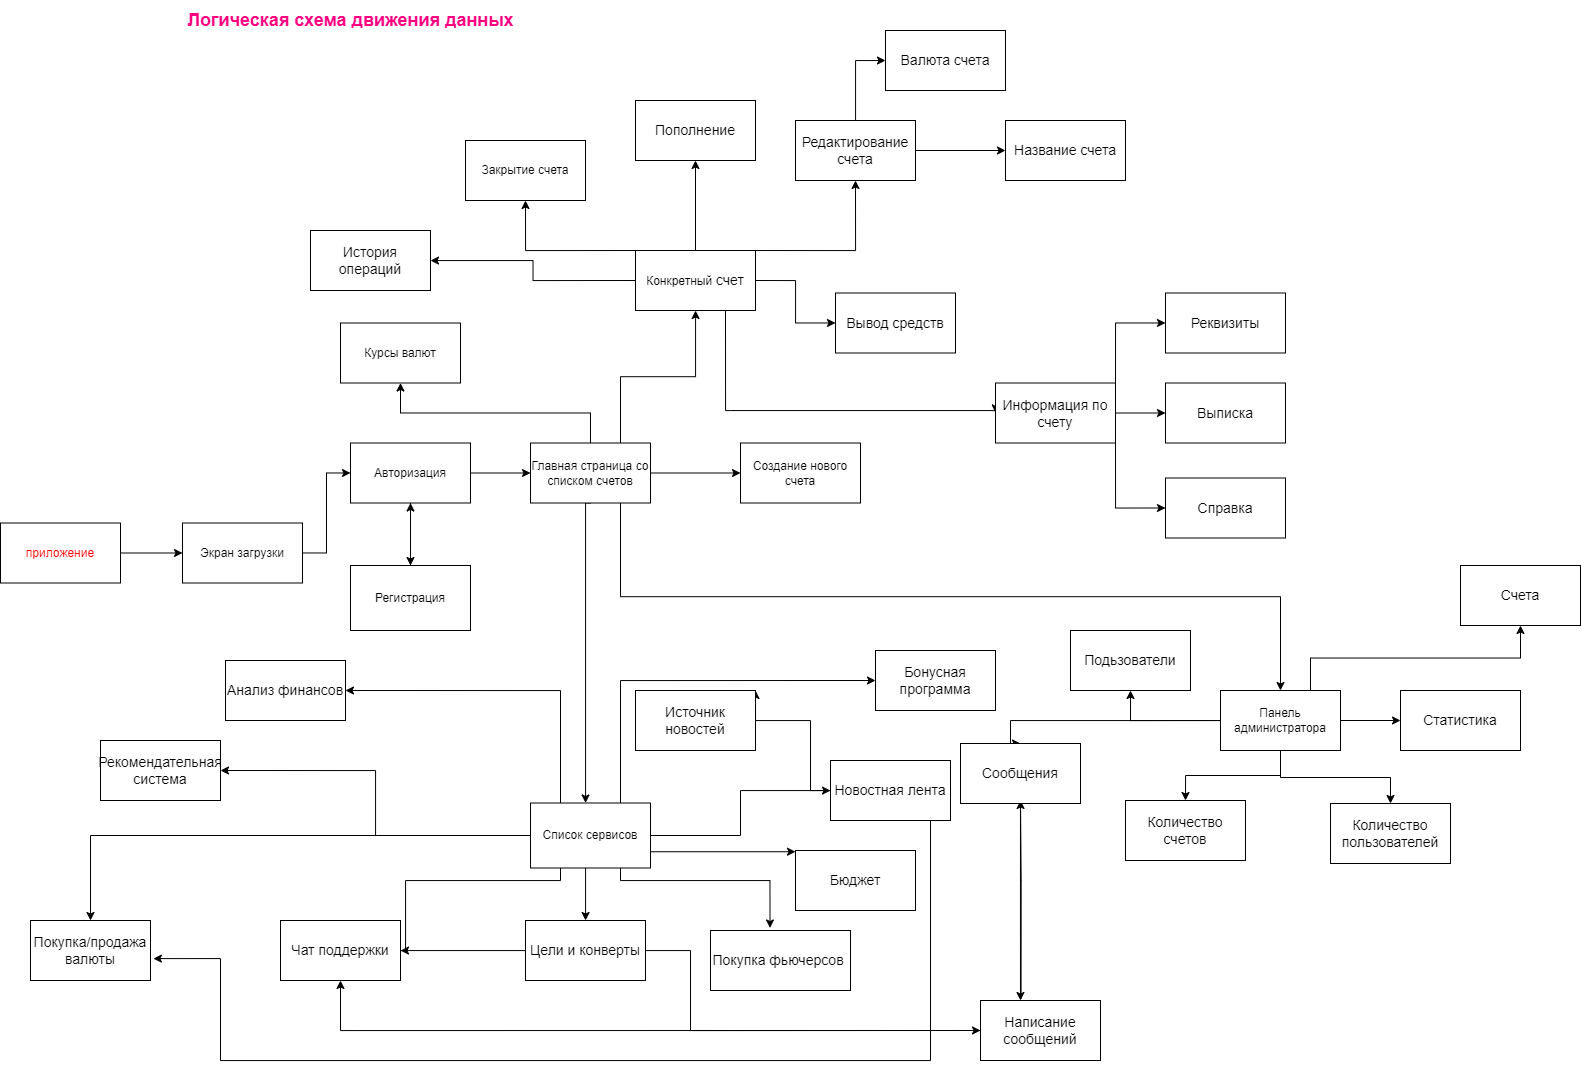 Логическая схема движения данных
Валюта счета
Пополнение
Редактирование
счета
Название счета
Закрытие счета
История
операций
Конкретный счет
Вывод средств
Реквизиты
Курсы валют
Информация по
счету
Выписка
Авторизация
Главная страница со
списком счетов
Создание нового
счета
Справка
приложение
Экран загрузки
Регистрация
Счета
Анализ финансов
Бонусная
программа
Подьзователи
Источник
новостей
Панель
администратора
Статистика
Рекомендательная
система
Новостная лента
Сообщения
Список сервисов
Количество
счетов
Количество
пользователей
Бюджет
Покупка/продажа
валюты
Чат поддержки
Цели и конверты
Покупка фьючерсов
Написание
сообщений